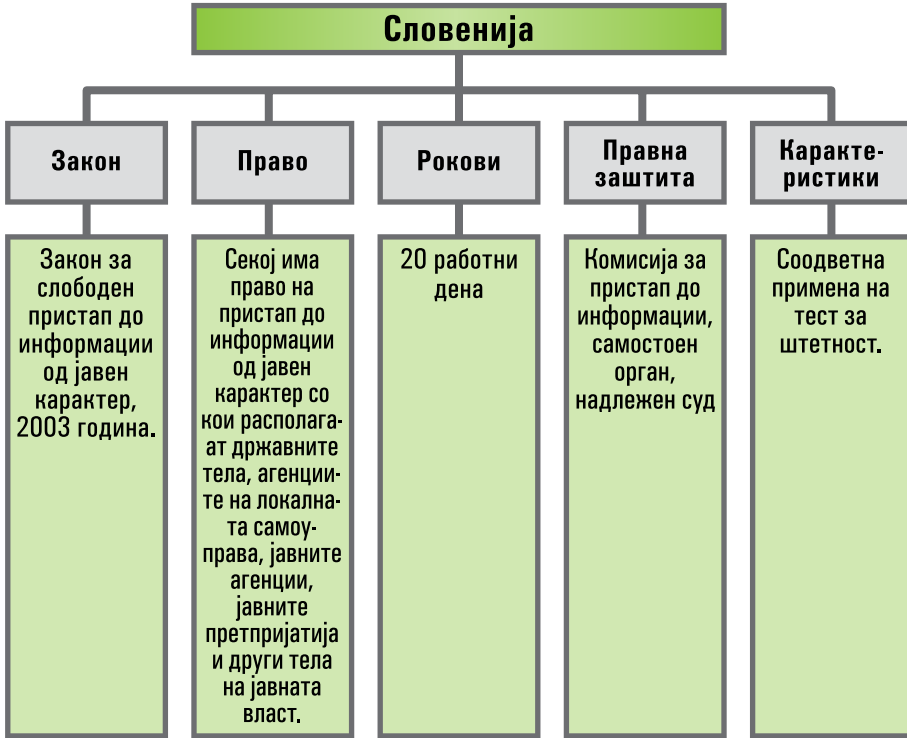 Словенија
Закон
Закон за
слободен
пристап до
информации
од јавен
карактер,
2003 година.
Право
Секој има
право на
пристап до
информации
од јавен
карактер со
кои располага-
ат државните
тела, агенции-
те на локална-
та самоу-
права, јавните
агенции,
јавните
претпријатија
и други тела
на јавната
власт.
Рокови
20 работни
дена
Правна
заштита
Комисија за
пристап до
информации,
самостоен
орган,
надлежен суд
Каракте-
ристики
Соодветна
примена на
тест за
штетност.